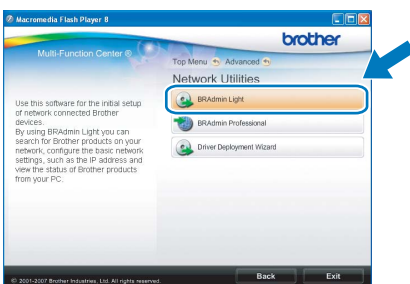 Macromedia Flash Player 8
brother
Multi-Function Center ®
Top Menu Advanced
Network Utilities
BRAdmin Light
BRAdmin Professional
Driver Deployment Wizard
Use this software for the initial setup
of network connected Brother
devices.
By using BRAdmin Light you can
search for Brother products on your
network, configure the basic network
settings, such as the IP address and
view the status of Brother products
from your PC.
© 2001-2007 Brother Industries, Ltd. All rights reserved.
Back
Exit